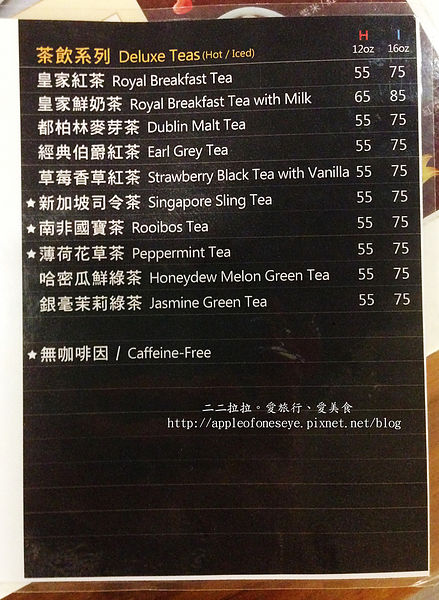 茶飲系列 Deluxe Teas (Hot / Iced) H 12oz I 16oz
皇家紅茶 Royal Breakfast Tea 55 75
皇家鮮奶茶 Royal Breakfast Tea with Milk 65 85
都柏林麥芽茶 Dublin Malt Tea 55 75
經典伯爵紅茶 Earl Grey Tea 55 75
草莓香草紅茶 Strawberry Black Tea with Vanilla 55 75
★新加坡司令茶 Singapore Sling Tea 55 75
★南非國寶茶 Rooibos Tea 55 75
★薄荷花草茶 Peppermint Tea 55 75
哈密瓜鮮綠茶 Honeydew Melon Green Tea 55 75
銀毫茉莉綠茶 Jasmine Green Tea 55 75
★無咖啡因 / Caffeine-Free
二二拉拉。愛旅行、愛美食
http://appleofoneseye.pixnet.net/blog